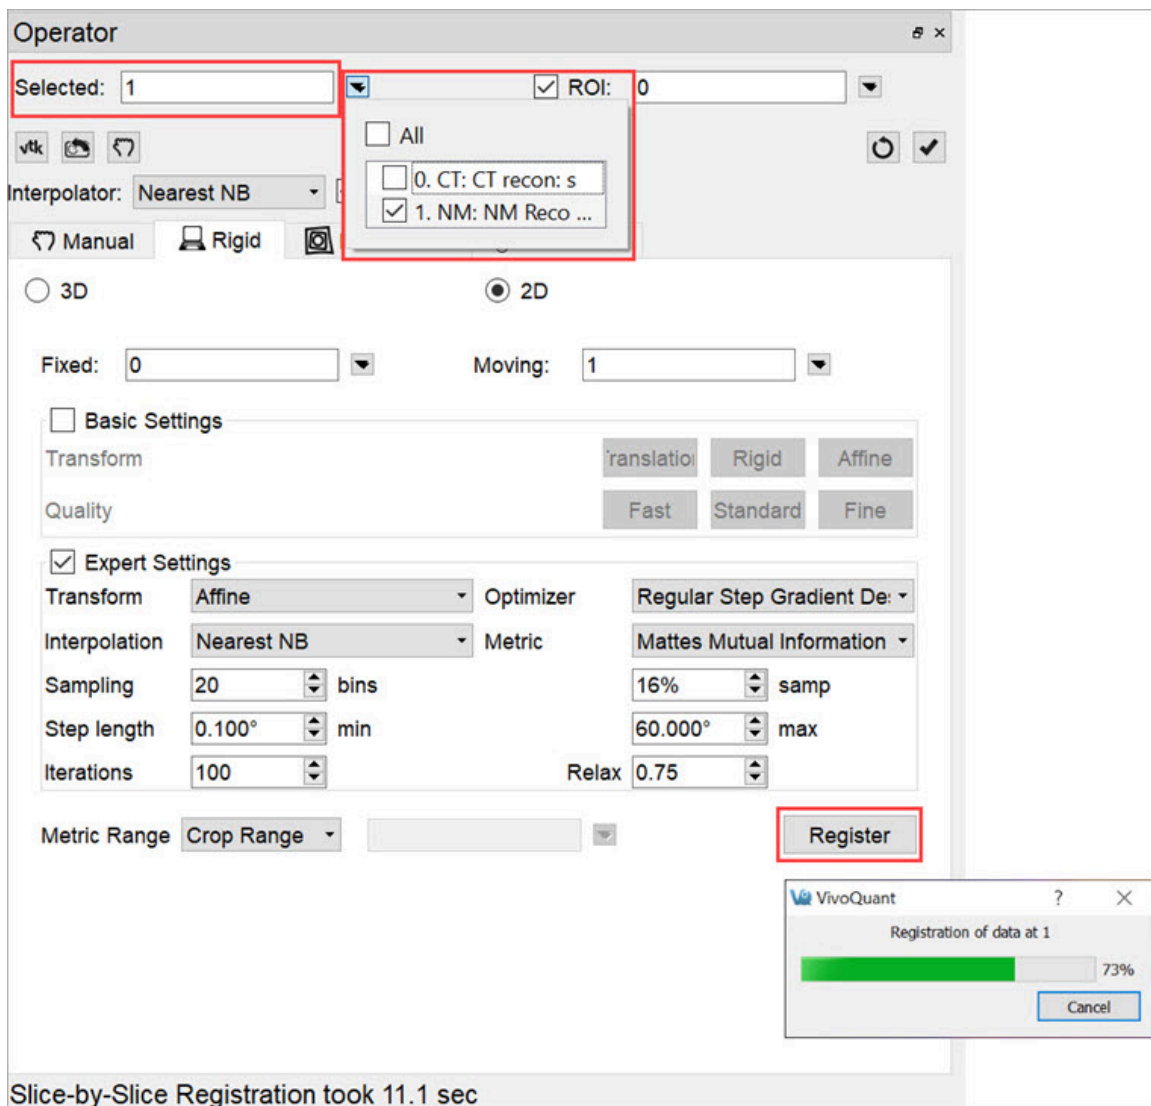 Operator
Selected: 1 ROI: 0
All
vtk
0. CT: CT recon: s
Interpolator: Nearest NB
1. NM: NM Reco ...
Manual Rigid
3D 2D
Fixed: 0 Moving: 1
Basic Settings
Transform Rigid Affine
Quality Fast Standard Fine
Expert Settings
Transform Affine Optimizer Regular Step Gradient De
Interpolation Nearest NB Metric Mattes Mutual Information
Sampling 20 bins 16% samp
Step length 0.100° min 60.000° max
Iterations 100 Relax 0.75
Metric Range Crop Range Register
VQ VivoQuant ?
Registration of data at 1
73%
Cancel
Slice-by-Slice Registration took 11.1 sec